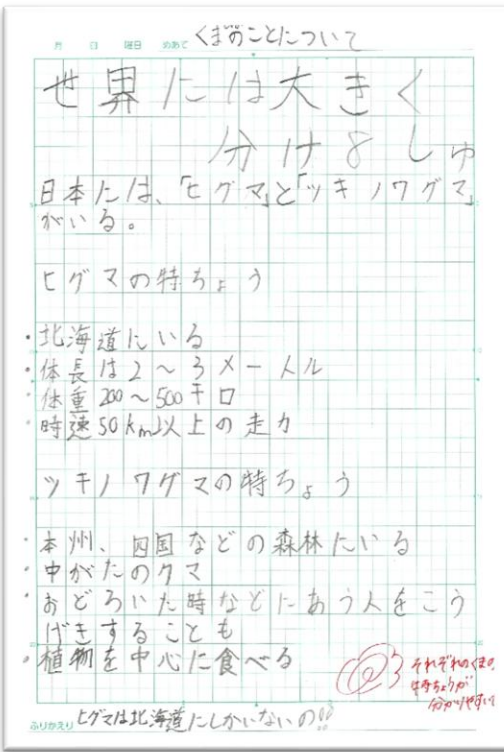 月 日 曜日 めあて くまのことについて
世界には大きく
分け8しゅ
日本には、「ヒグマ」と「ツキノワグマ」
がいる。
ヒグマの特ちょう
・北海道にいる
・体長は2～3メートル
・体重200～500キロ
・時速50km以上の走力
ツキノワグマの特ちょう
・本州、四国などの森林にいる
・中がたのクマ
・おどろいた時などにあう人をこう
げきすることも
・植物を中心に食べる
それぞれのくまの
特ちょうが
分かりやすい
ふりかえり ヒグマは北海道にしかいないの!!